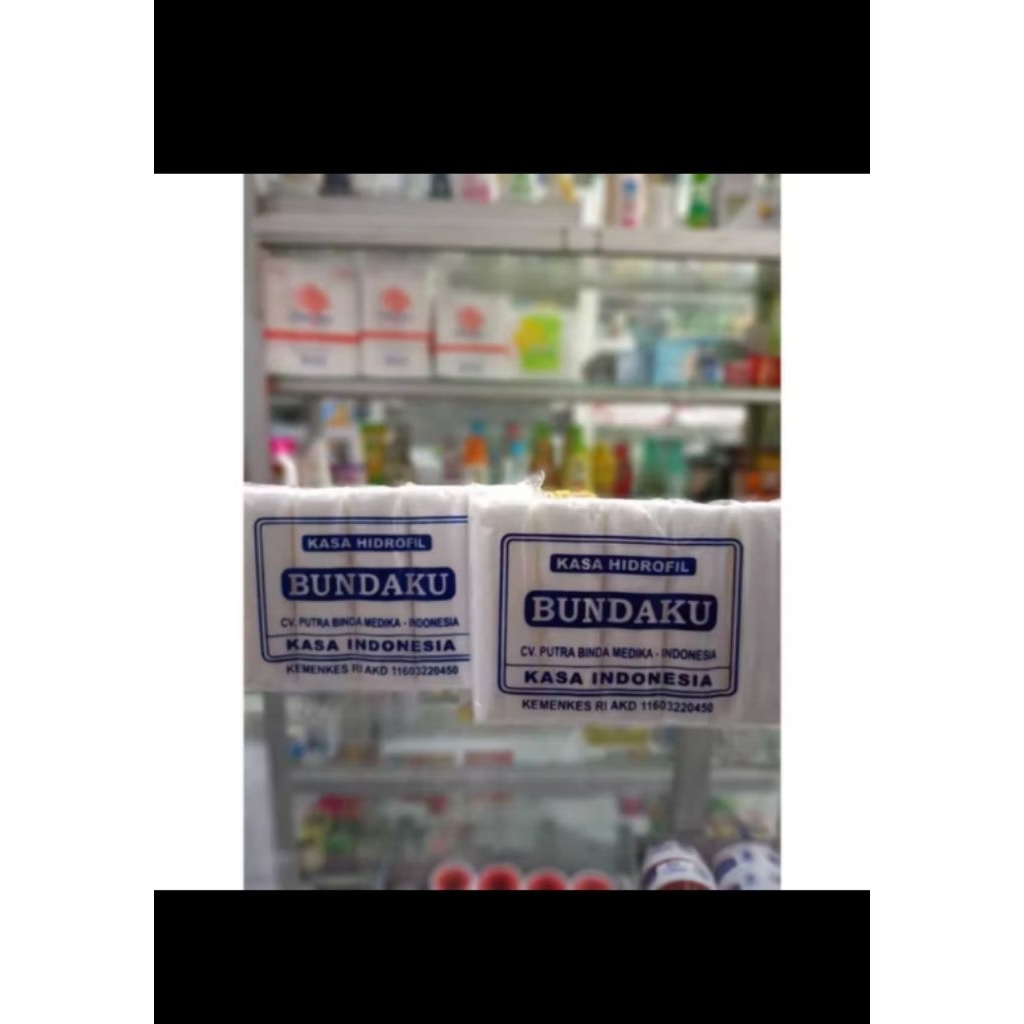 KASA HIDROFIL
BUNDAKU
CV. PUTRA BINDA MEDIKA - INDONESIA
KASA INDONESIA
KEMENKES RI AKD 11603220450
KASA HIDROFIL
BUNDAKU
CV. PUTRA BINDA MEDIKA - INDONESIA
KASA INDONESIA
KEMENKES RI AKD 11603220450